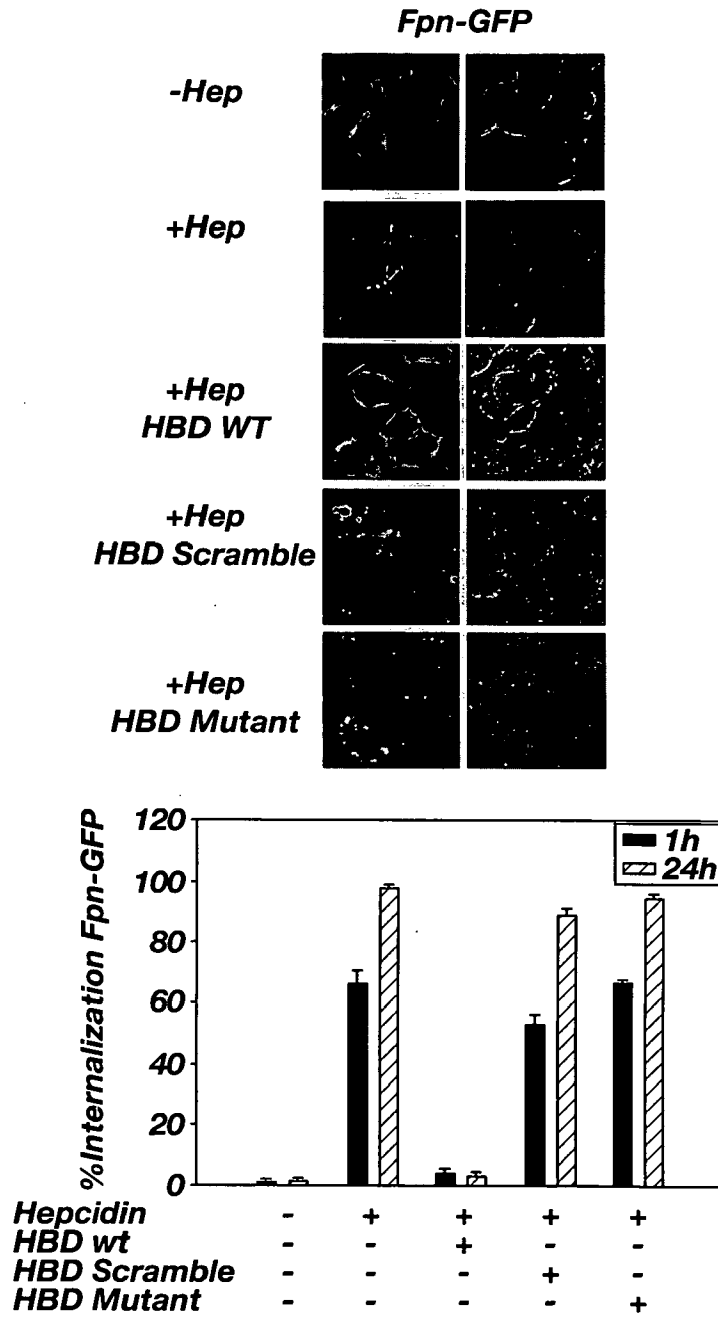 Fpn-GFP
-Hep
+Hep
+Hep
HBD WT
+Hep
HBD Scramble
+Hep
HBD Mutant
%Internalization Fpn-GFP
120
100
80
60
40
20
0
1h
24h
Hepcidin - + + + +
HBD wt - - + - -
HBD Scramble - - - + -
HBD Mutant - - - - +